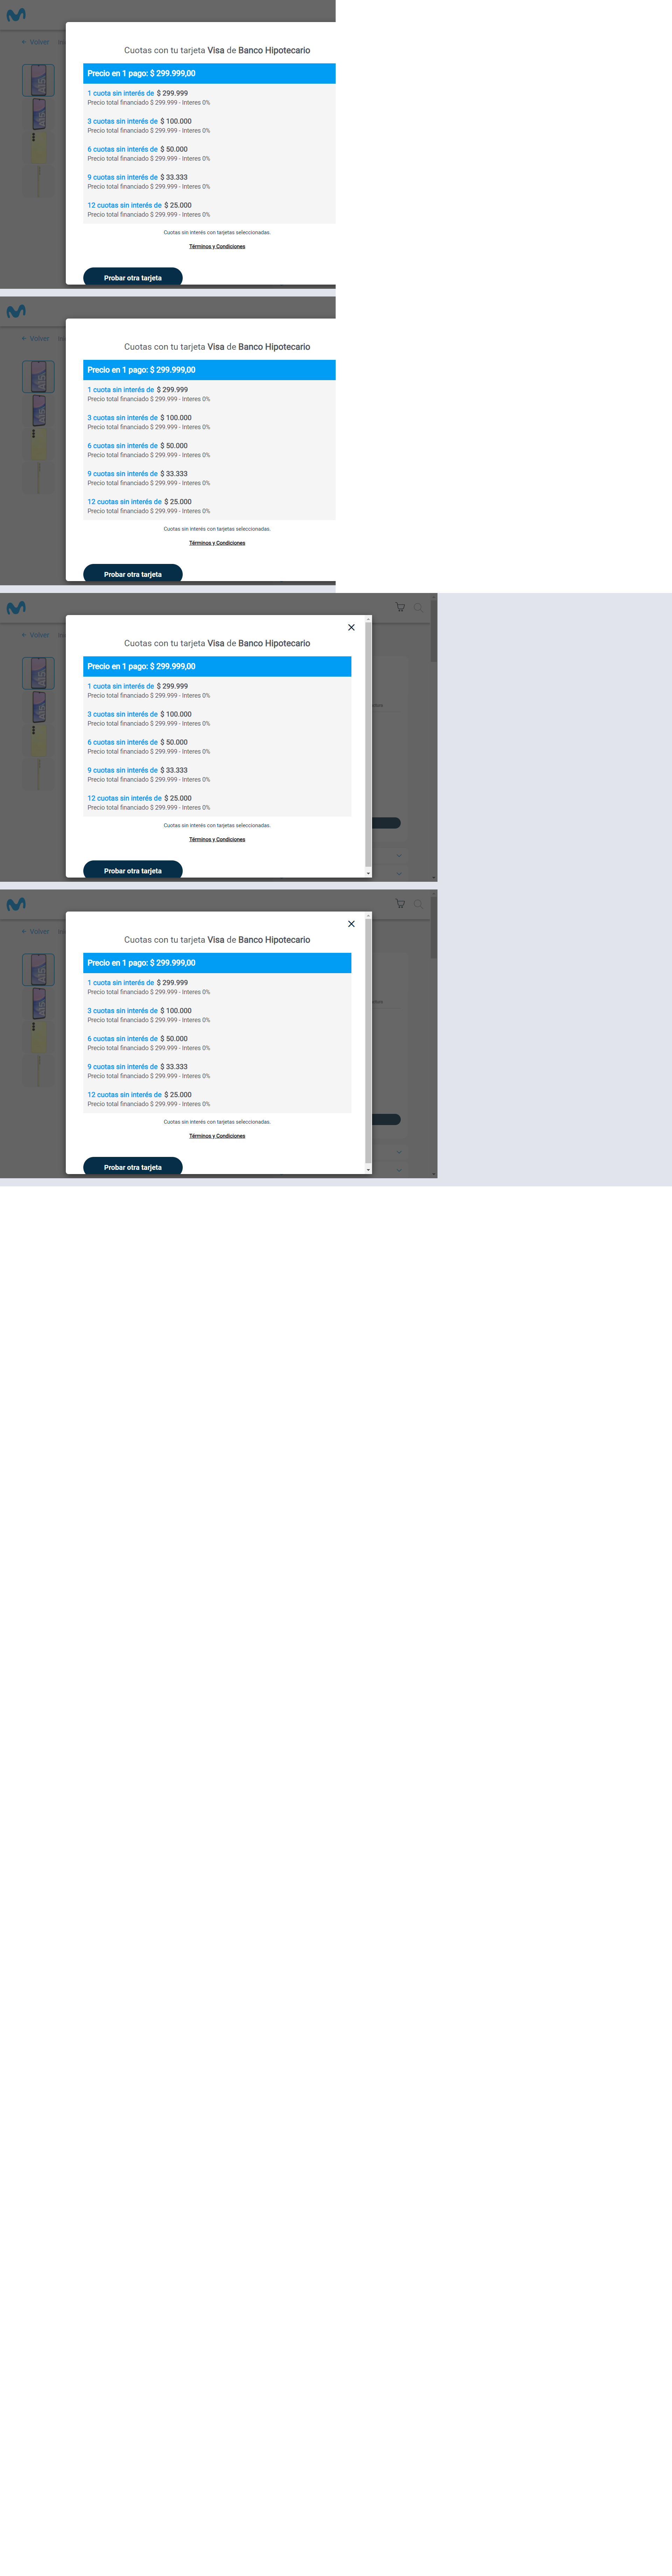 Volver
Cuotas con tu tarjeta Visa de Banco Hipotecario
Precio en 1 pago: $ 299.999,00
1 cuota sin interés de $ 299.999
Precio total financiado $ 299.999 - Interes 0%
3 cuotas sin interés de $ 100.000
Precio total financiado $ 299.999 - Interes 0%
6 cuotas sin interés de $ 50.000
Precio total financiado $ 299.999 - Interes 0%
9 cuotas sin interés de $ 33.333
Precio total financiado $ 299.999 - Interes 0%
12 cuotas sin interés de $ 25.000
Precio total financiado $ 299.999 - Interes 0%
Cuotas sin interés con tarjetas seleccionadas.
Términos y Condiciones
Probar otra tarjeta
Volver
Cuotas con tu tarjeta Visa de Banco Hipotecario
Precio en 1 pago: $ 299.999,00
1 cuota sin interés de $ 299.999
Precio total financiado $ 299.999 - Interes 0%
3 cuotas sin interés de $ 100.000
Precio total financiado $ 299.999 - Interes 0%
6 cuotas sin interés de $ 50.000
Precio total financiado $ 299.999 - Interes 0%
9 cuotas sin interés de $ 33.333
Precio total financiado $ 299.999 - Interes 0%
12 cuotas sin interés de $ 25.000
Precio total financiado $ 299.999 - Interes 0%
Cuotas sin interés con tarjetas seleccionadas.
Términos y Condiciones
Probar otra tarjeta
Volver
Cuotas con tu tarjeta Visa de Banco Hipotecario
Precio en 1 pago: $ 299.999,00
1 cuota sin interés de $ 299.999
Precio total financiado $ 299.999 - Interes 0%
3 cuotas sin interés de $ 100.000
Precio total financiado $ 299.999 - Interes 0%
6 cuotas sin interés de $ 50.000
Precio total financiado $ 299.999 - Interes 0%
9 cuotas sin interés de $ 33.333
Precio total financiado $ 299.999 - Interes 0%
12 cuotas sin interés de $ 25.000
Precio total financiado $ 299.999 - Interes 0%
Cuotas sin interés con tarjetas seleccionadas.
Términos y Condiciones
Probar otra tarjeta
Volver
Cuotas con tu tarjeta Visa de Banco Hipotecario
Precio en 1 pago: $ 299.999,00
1 cuota sin interés de $ 299.999
Precio total financiado $ 299.999 - Interes 0%
3 cuotas sin interés de $ 100.000
Precio total financiado $ 299.999 - Interes 0%
6 cuotas sin interés de $ 50.000
Precio total financiado $ 299.999 - Interes 0%
9 cuotas sin interés de $ 33.333
Precio total financiado $ 299.999 - Interes 0%
12 cuotas sin interés de $ 25.000
Precio total financiado $ 299.999 - Interes 0%
Cuotas sin interés con tarjetas seleccionadas.
Términos y Condiciones
Probar otra tarjeta